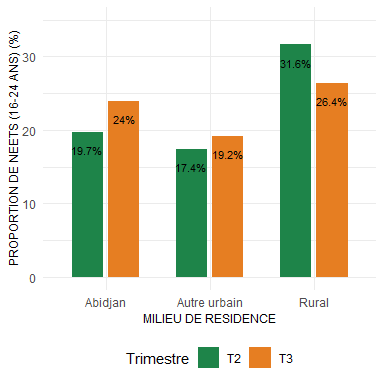 PROPORTION DE NEETS (16-24 ANS) (%)
30
20
10
0
19.7%
24%
17.4%
19.2%
31.6%
26.4%
Abidjan
Autre urbain
Rural
MILIEU DE RESIDENCE
Trimestre T2 T3